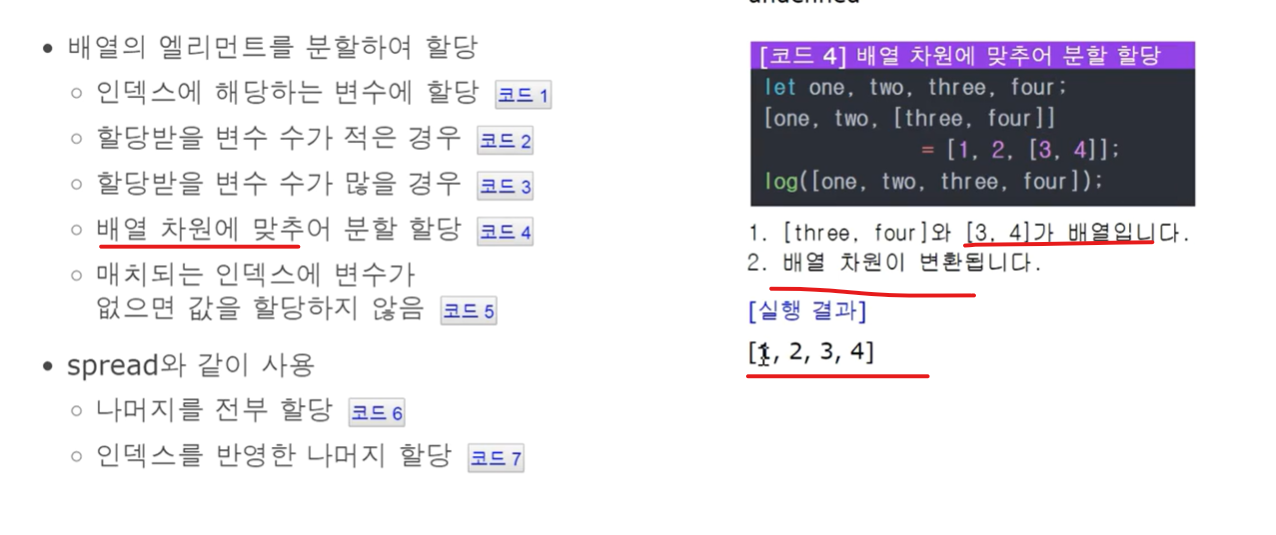 • 배열의 엘리먼트를 분할하여 할당
○ 인덱스에 해당하는 변수에 할당 코드 1
○ 할당받을 변수 수가 적은 경우 코드 2
○ 할당받을 변수 수가 많을 경우 코드 3
○ 배열 차원에 맞추어 분할 할당 코드 4
○ 매치되는 인덱스에 변수가
없으면 값을 할당하지 않음 코드 5
• spread와 같이 사용
○ 나머지를 전부 할당 코드 6
○ 인덱스를 반영한 나머지 할당 코드 7
undefined
[코드 4] 배열 차원에 맞추어 분할 할당
let one, two, three, four;
[one, two, [three, four]]
= [1, 2, [3, 4]];
log([one, two, three, four]);
1. [three, four]와 [3, 4]가 배열입니다.
2. 배열 차원이 변환됩니다.
[실행 결과]
[1, 2, 3, 4]